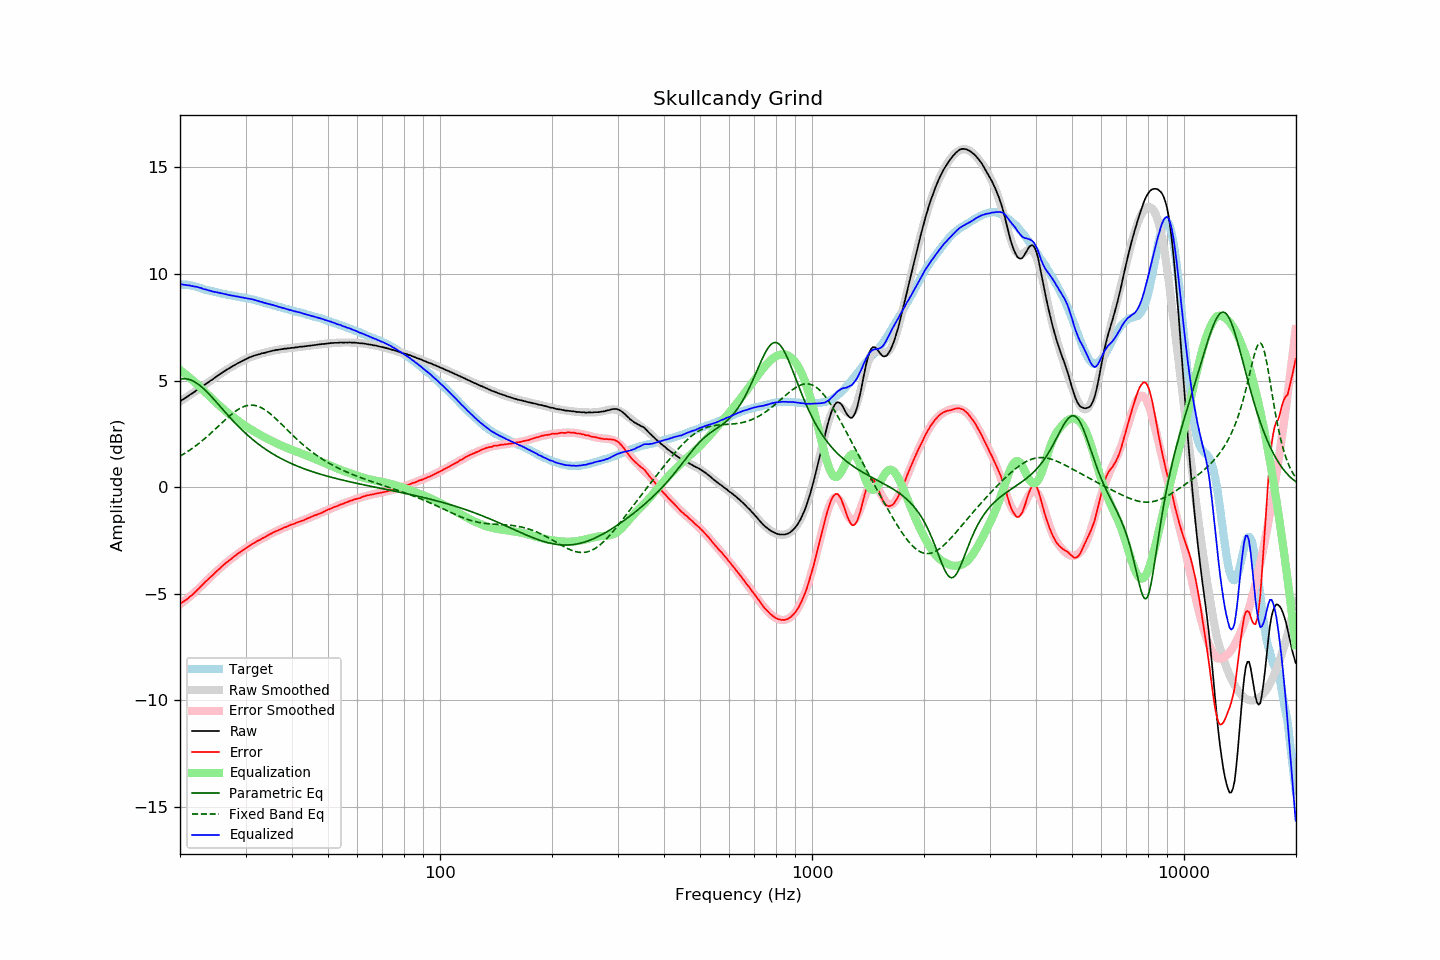 Skullcandy Grind
15
10
5
0
−5
−10
−15
Amplitude (dBr)
Target
Raw Smoothed
Error Smoothed
Raw
Error
Equalization
Parametric Eq
Fixed Band Eq
Equalized
100
1000
10000
Frequency (Hz)